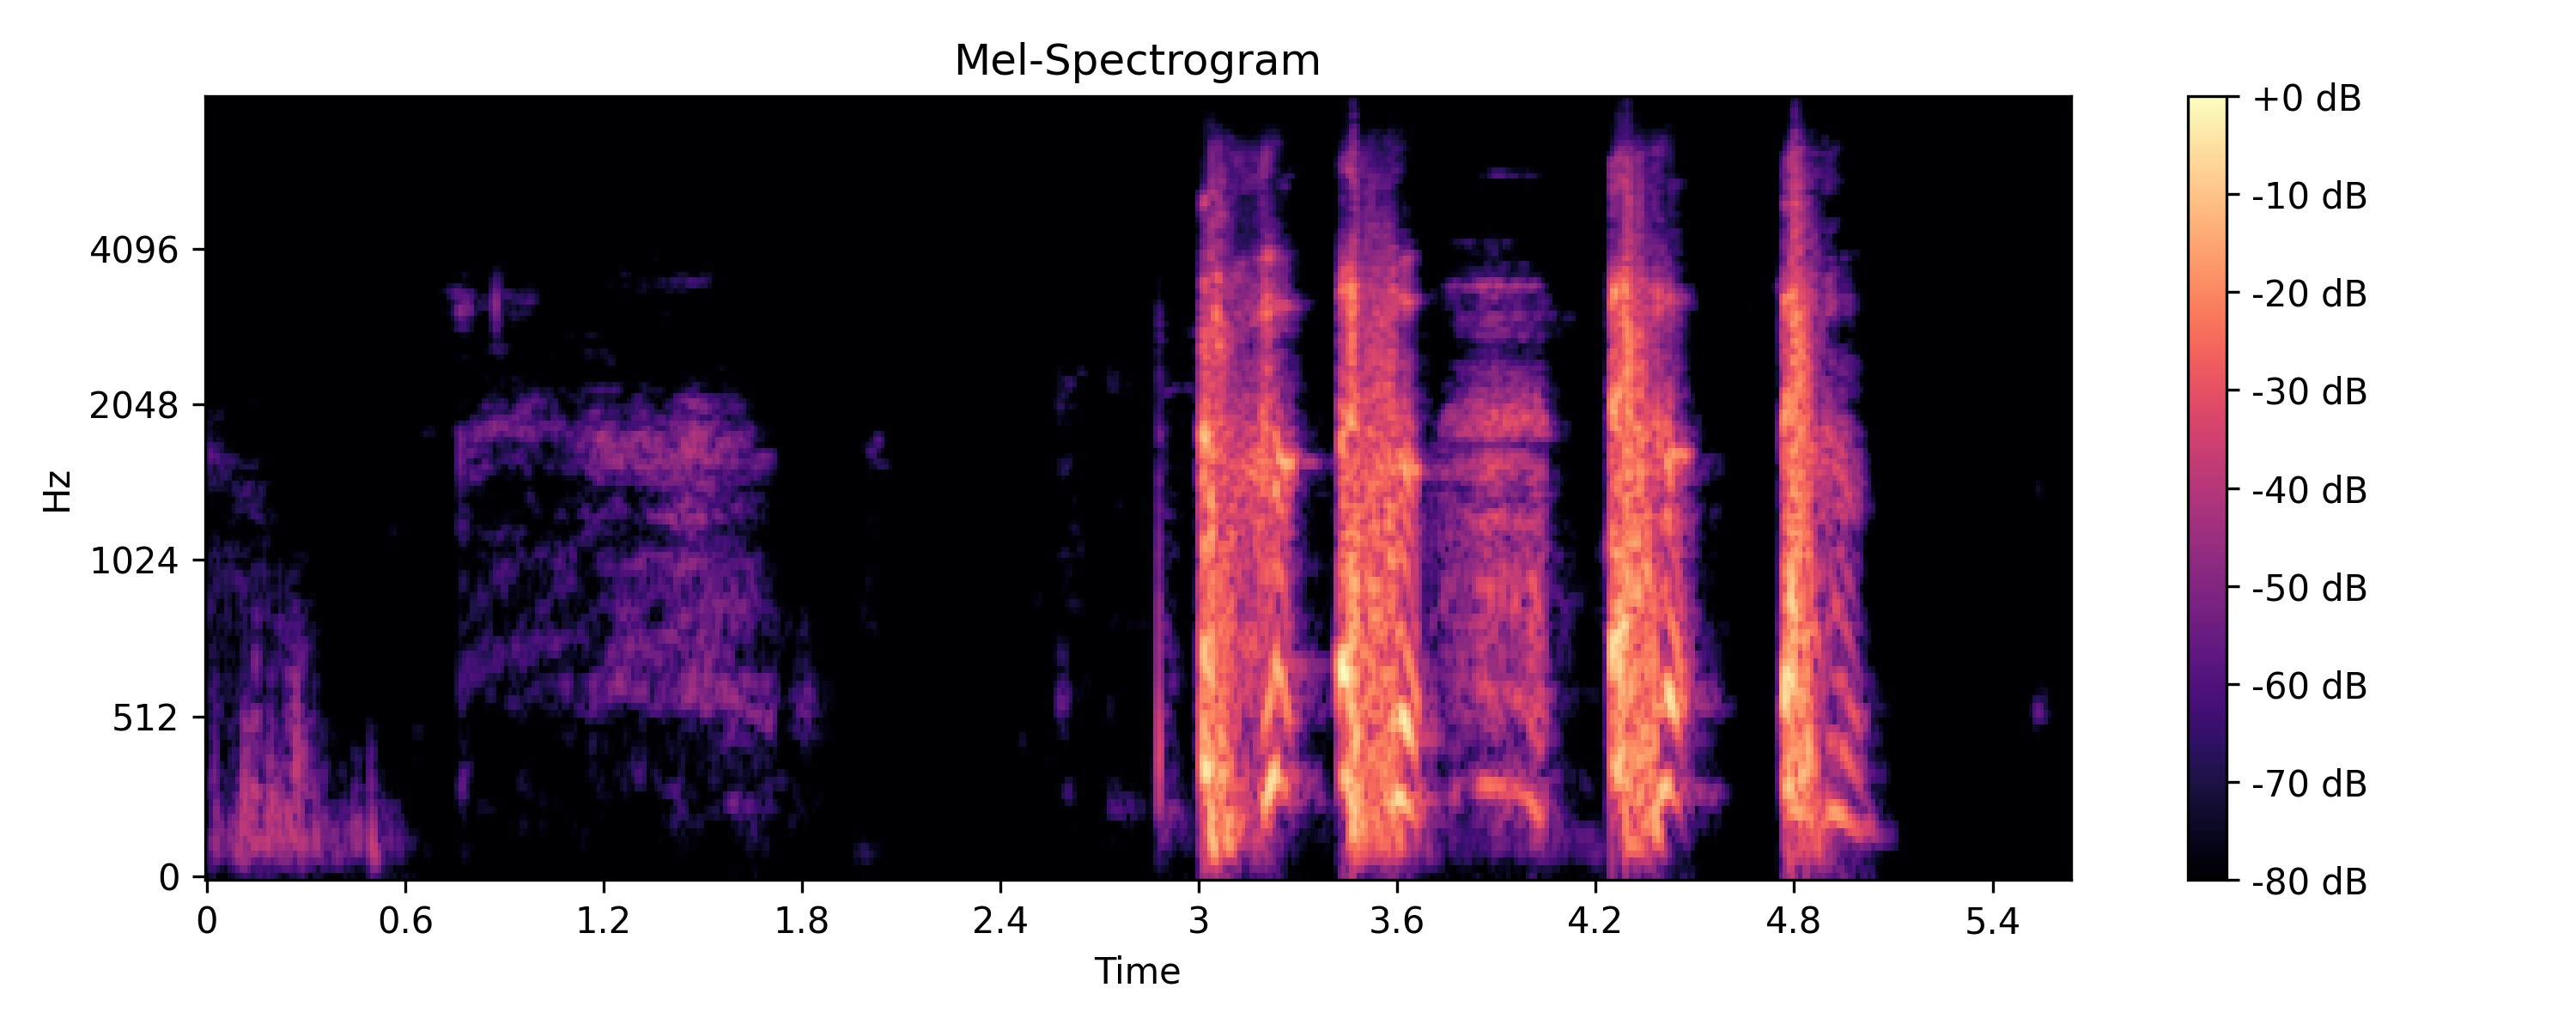 Mel-Spectrogram
+0 dB
-10 dB
-20 dB
-30 dB
-40 dB
-50 dB
-60 dB
-70 dB
-80 dB
4096
2048
1024
512
0
Hz
0 0.6 1.2 1.8 2.4 3 3.6 4.2 4.8 5.4
Time